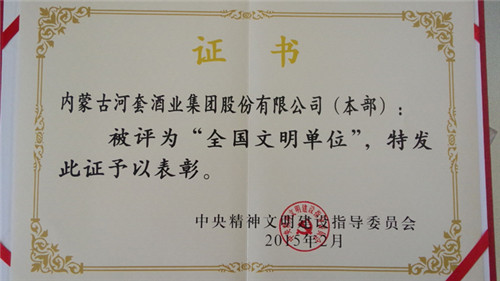 证书
内蒙古河套酒业集团股份有限公司（本部）：
被评为“全国文明单位”，特发
此证予以表彰。
中央精神文明建设指导委员会
2015年2月